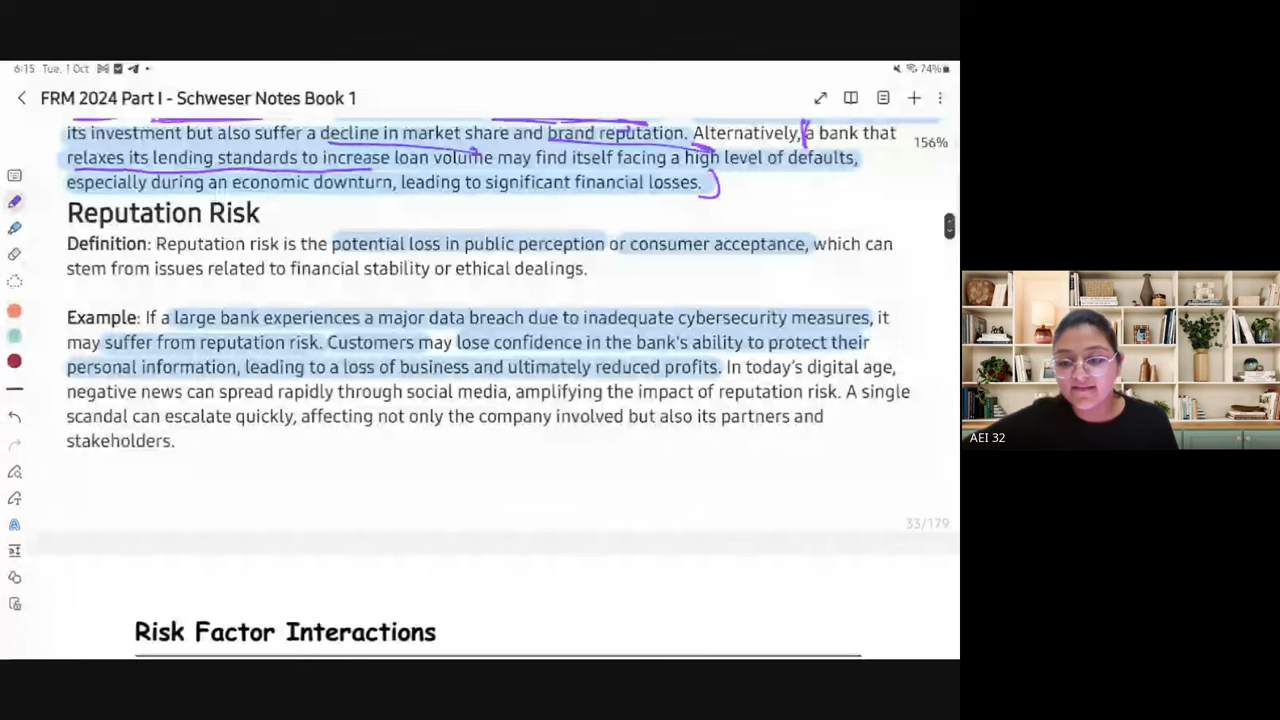 6:15 Tue, 1 Oct
74%
FRM 2024 Part I - Schweser Notes Book 1
its investment but also suffer a decline in market share and brand reputation. Alternatively, a bank that
156%
relaxes its lending standards to increase loan volume may find itself facing a high level of defaults,
especially during an economic downturn, leading to significant financial losses.
Reputation Risk
Definition: Reputation risk is the potential loss in public perception or consumer acceptance, which can
stem from issues related to financial stability or ethical dealings.
Example: If a large bank experiences a major data breach due to inadequate cybersecurity measures, it
may suffer from reputation risk. Customers may lose confidence in the bank's ability to protect their
personal information, leading to a loss of business and ultimately reduced profits. In today's digital age,
negative news can spread rapidly through social media, amplifying the impact of reputation risk. A single
scandal can escalate quickly, affecting not only the company involved but also its partners and
stakeholders.
33/179
Risk Factor Interactions
AEI 32